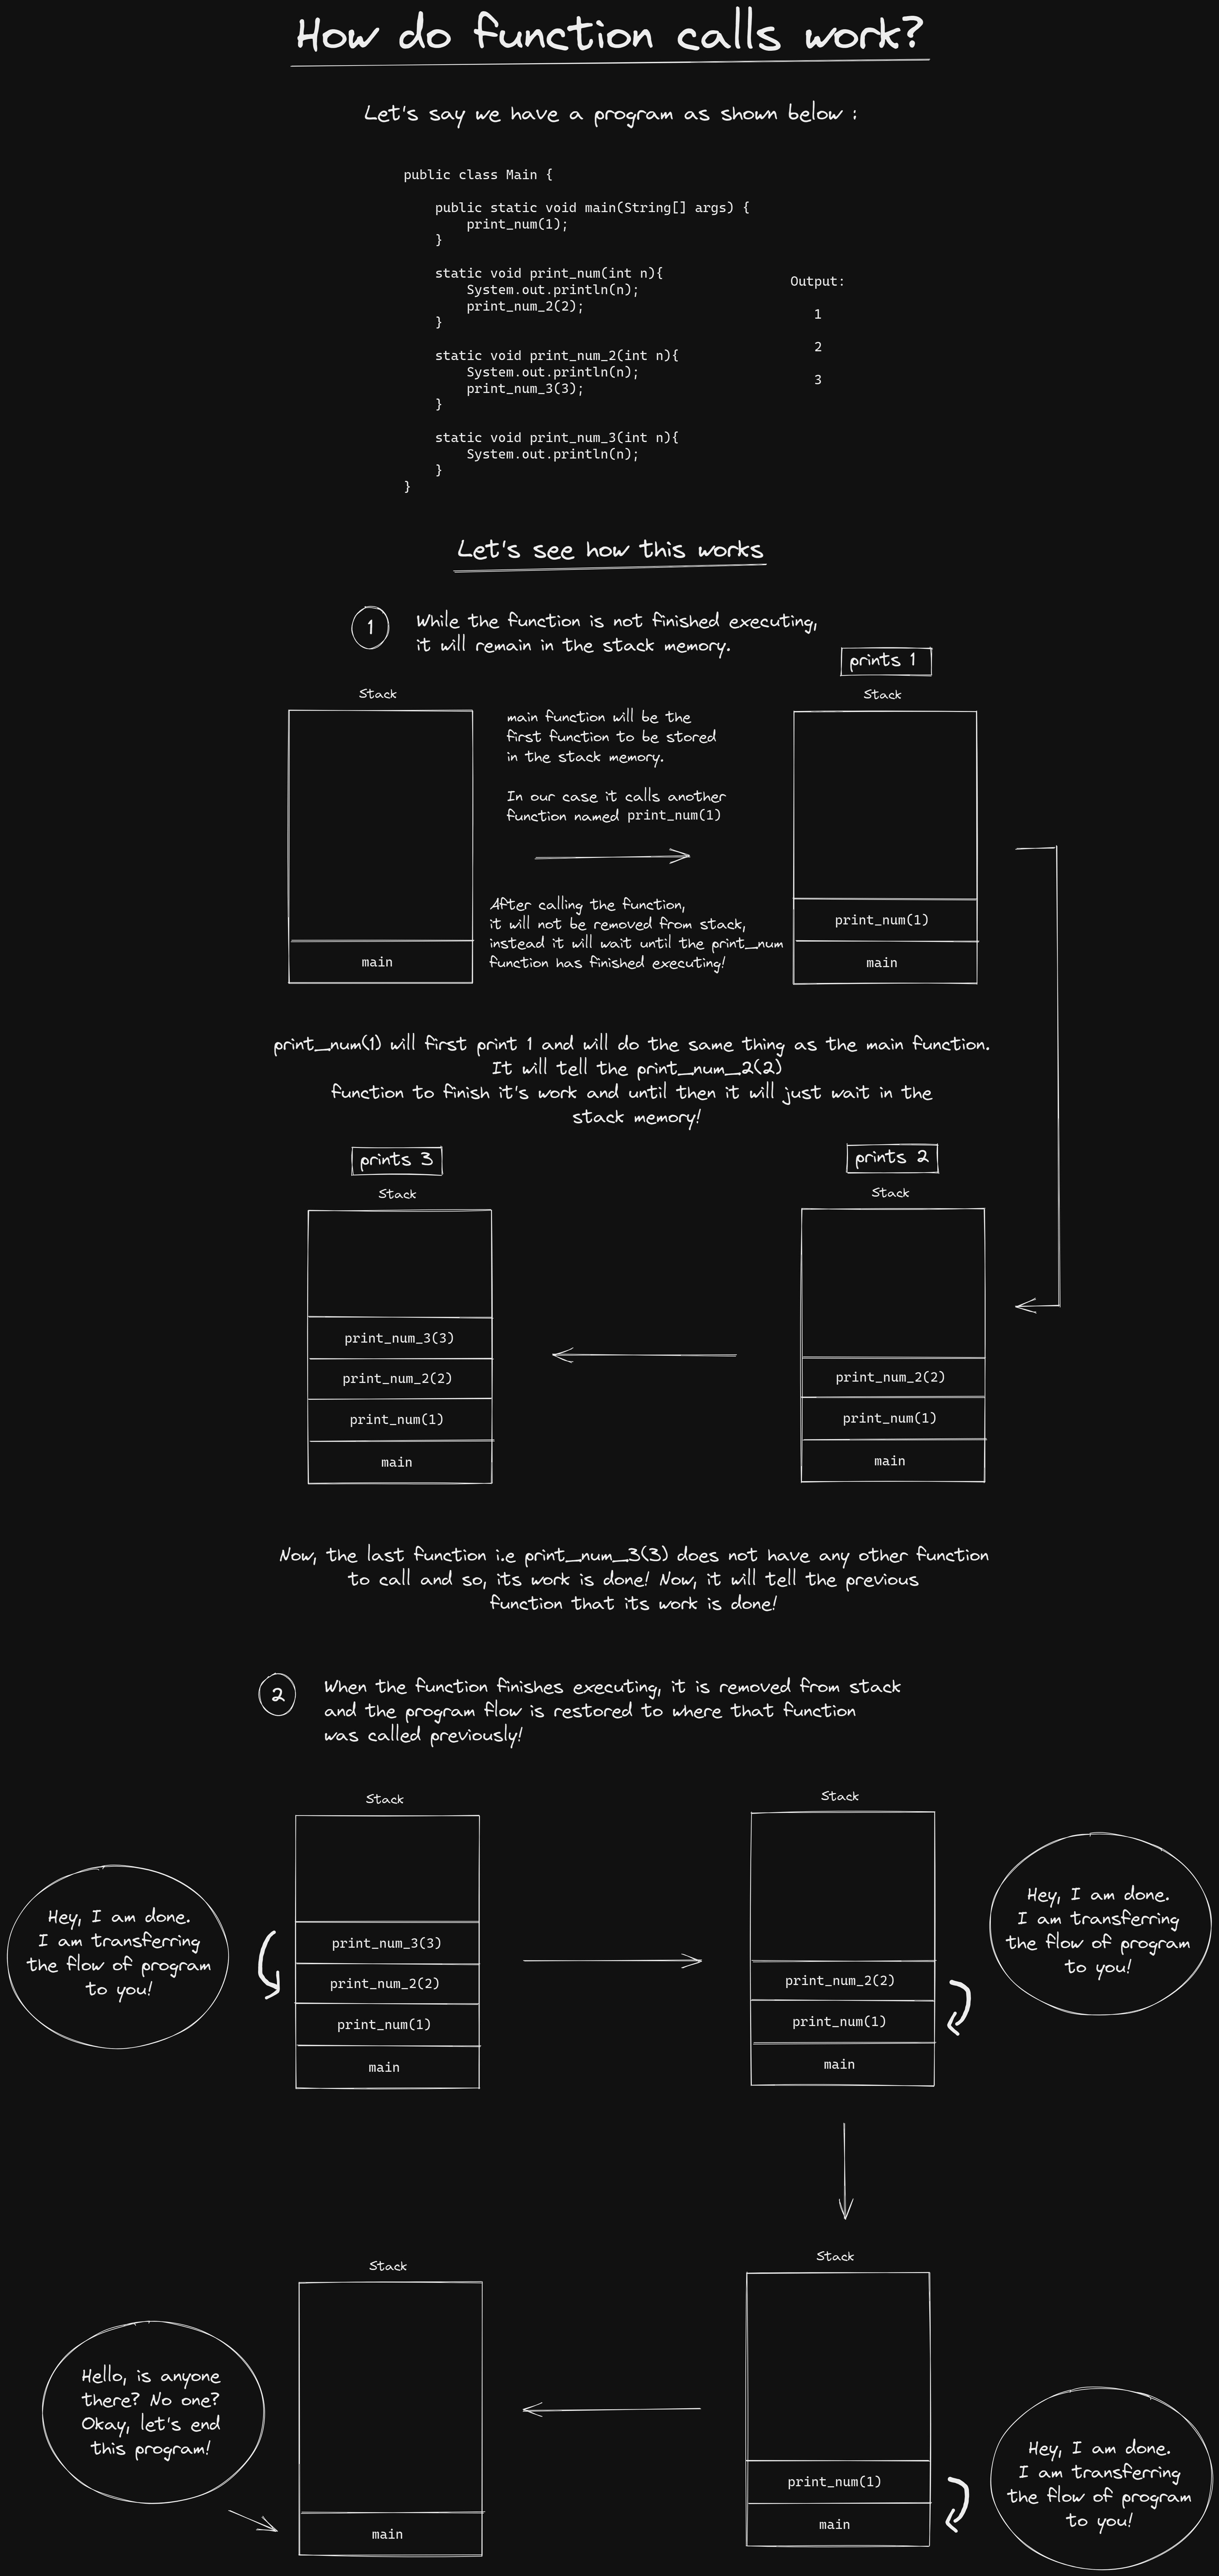 How do function calls work?
Let's say we have a program as shown below :
public class Main {
public static void main(String[] args) {
print_num(1);
}
static void print_num(int n){
System.out.println(n);
print_num_2(2);
}
static void print_num_2(int n){
System.out.println(n);
print_num_3(3);
}
static void print_num_3(int n){
System.out.println(n);
}
}
Output:
1
2
3
Let's see how this works
1
While the function is not finished executing,
it will remain in the stack memory.
Stack
main
main function will be the
first function to be stored
in the stack memory.
In our case it calls another
function named print_num(1)
After calling the function,
it will not be removed from stack,
instead it will wait until the print_num
function has finished executing!
prints 1
Stack
print_num(1)
main
print_num(1) will first print 1 and will do the same thing as the main function.
It will tell the print_num_2(2)
function to finish it's work and until then it will just wait in the
stack memory!
prints 3
Stack
print_num_3(3)
print_num_2(2)
print_num(1)
main
prints 2
Stack
print_num_2(2)
print_num(1)
main
Now, the last function i.e print_num_3(3) does not have any other function
to call and so, its work is done! Now, it will tell the previous
function that its work is done!
2
When the function finishes executing, it is removed from stack
and the program flow is restored to where that function
was called previously!
Hey, I am done.
I am transferring
the flow of program
to you!
Stack
print_num_3(3)
print_num_2(2)
print_num(1)
main
Stack
print_num_2(2)
print_num(1)
main
Hey, I am done.
I am transferring
the flow of program
to you!
Hello, is anyone
there? No one?
Okay, let's end
this program!
Stack
main
Stack
print_num(1)
main
Hey, I am done.
I am transferring
the flow of program
to you!